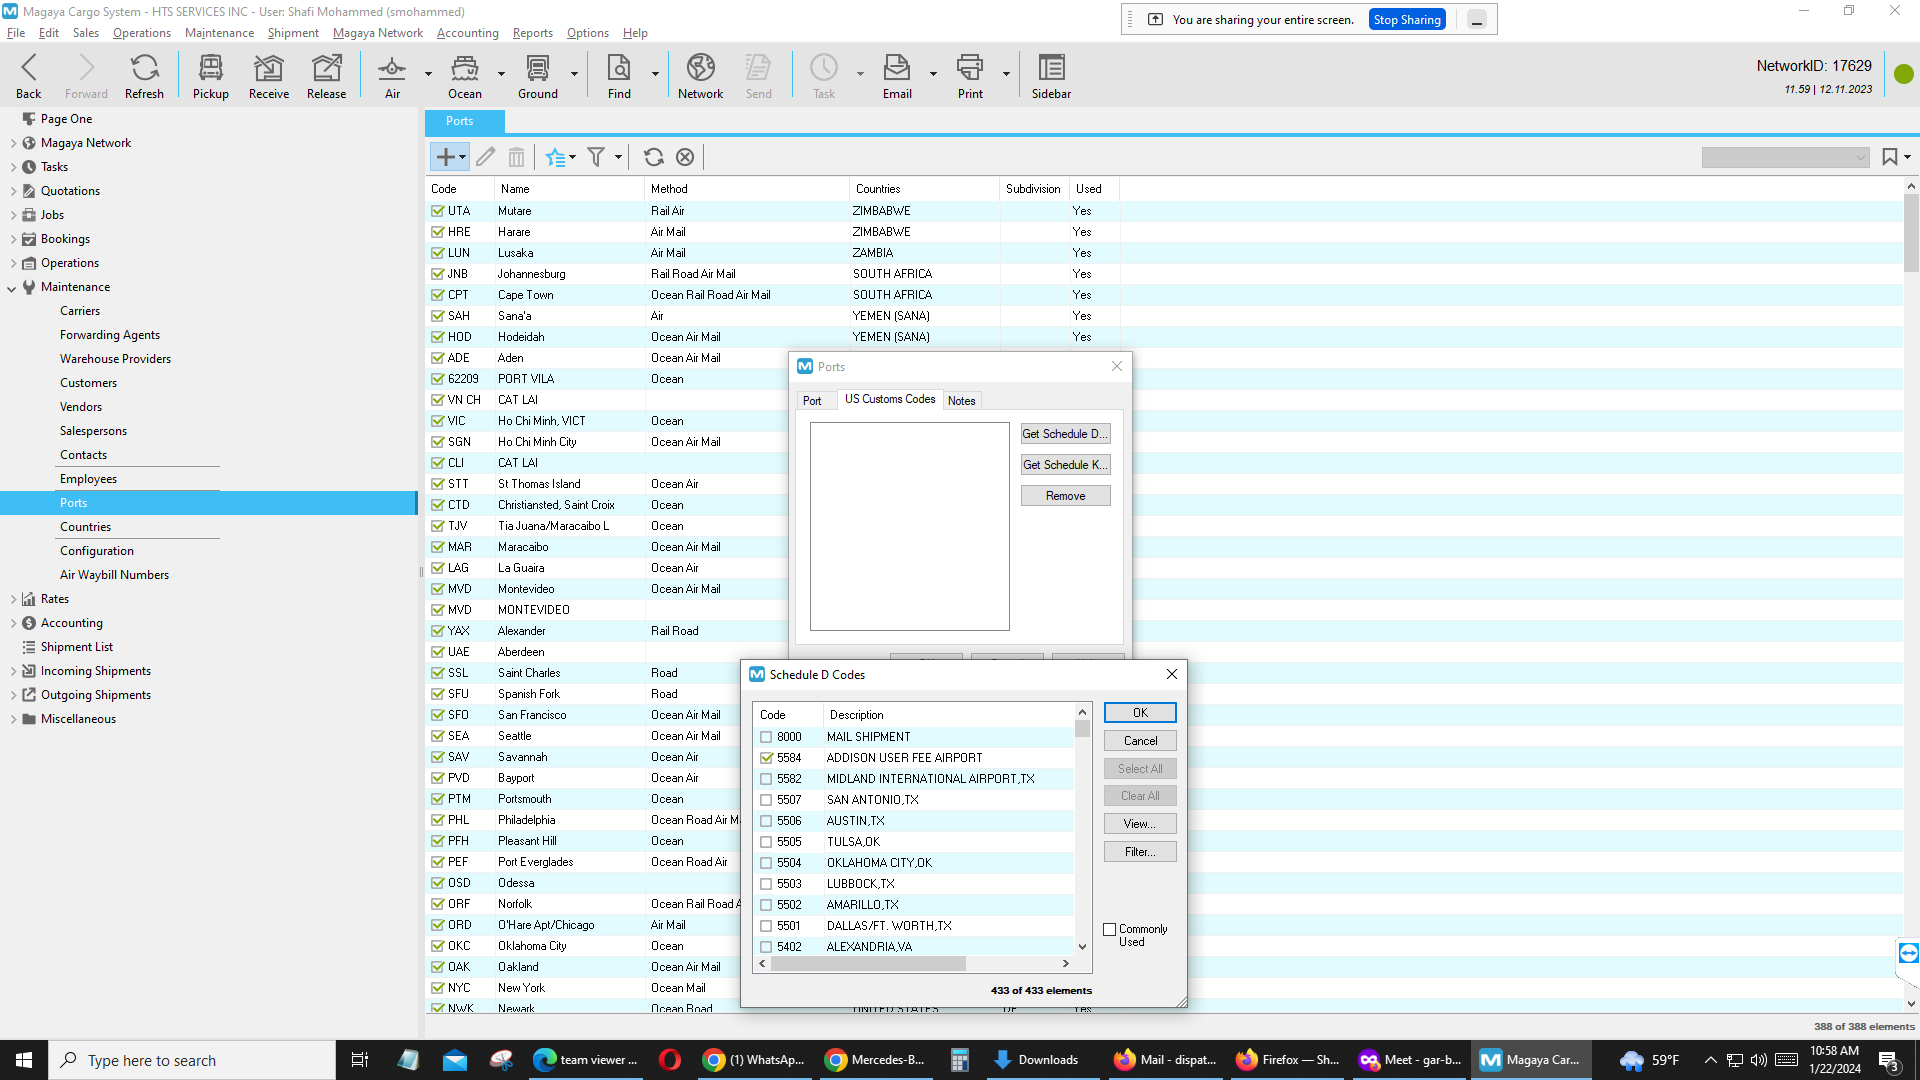 Magaya Cargo System - HTS SERVICES INC - User: Shafi Mohammed (smohammed)
You are sharing your entire screen. Stop Sharing
File Edit Sales Operations Maintenance Shipment Magaya Network Accounting Reports Options Help
Back Forward Refresh Pickup Receive Release Air Ocean Ground Find Network Send Task Email Print Sidebar
NetworkID: 17629
11.59 | 12.11.2023
Page One
Magaya Network
Tasks
Quotations
Jobs
Bookings
Operations
Maintenance
Carriers
Forwarding Agents
Warehouse Providers
Customers
Vendors
Salespersons
Contacts
Employees
Ports
Countries
Configuration
Air Waybill Numbers
Rates
Accounting
Shipment List
Incoming Shipments
Outgoing Shipments
Miscellaneous
Ports
Code Name Method Countries Subdivision Used
UTA Mutare Rail Air ZIMBABWE Yes
HRE Harare Air Mail ZIMBABWE Yes
LUN Lusaka Air Mail ZAMBIA Yes
JNB Johannesburg Rail Road Air Mail SOUTH AFRICA Yes
CPT Cape Town Ocean Rail Road Air Mail SOUTH AFRICA Yes
SAH Sana'a Air YEMEN (SANA) Yes
HOD Hodeidah Ocean Air Mail YEMEN (SANA) Yes
ADE Aden Ocean Air Mail
62209 PORT VILA Ocean
VN CH CAT LAI
VIC Ho Chi Minh, VICT Ocean
SGN Ho Chi Minh City Ocean Air Mail
CLI CAT LAI
STT St Thomas Island Ocean Air
CTD Christiansted, Saint Croix Ocean
TJV Tia Juana/Maracaibo L Ocean
MAR Maracaibo Ocean Air Mail
LAG La Guaira Ocean Air
MVD Montevideo Ocean Air Mail
MVD MONTEVIDEO
YAX Alexander Rail Road
UAE Aberdeen
SSL Saint Charles Road
SFU Spanish Fork Road
SFO San Francisco Ocean Air Mail
SEA Seattle Ocean Air Mail
SAV Savannah Ocean Air
PVD Bayport Ocean Air
PTM Portsmouth Ocean
PHL Philadelphia Ocean Road Air M
PFH Pleasant Hill Ocean
PEF Port Everglades Ocean Road Air
OSD Odessa
ORF Norfolk Ocean Rail Road A
ORD O'Hare Apt/Chicago Air Mail
OKC Oklahoma City Ocean
OAK Oakland Ocean Air Mail
NYC New York Ocean Mail
NWK Newark Ocean Road UNITED STATES DE Yes
388 of 388 elements
Ports
Port US Customs Codes Notes
Get Schedule D...
Get Schedule K...
Remove
Schedule D Codes
Code Description
8000 MAIL SHIPMENT
5584 ADDISON USER FEE AIRPORT
5582 MIDLAND INTERNATIONAL AIRPORT,TX
5507 SAN ANTONIO,TX
5506 AUSTIN,TX
5505 TULSA,OK
5504 OKLAHOMA CITY,OK
5503 LUBBOCK,TX
5502 AMARILLO,TX
5501 DALLAS/FT. WORTH,TX
5402 ALEXANDRIA,VA
OK
Cancel
Select All
Clear All
View...
Filter...
Commonly
Used
433 of 433 elements
Type here to search
team viewer ...
(1) WhatsAp...
Mercedes-B...
Downloads
Mail - dispat...
Firefox — Sh...
Meet - gar-b...
Magaya Car...
59°F
10:58 AM
1/22/2024
3